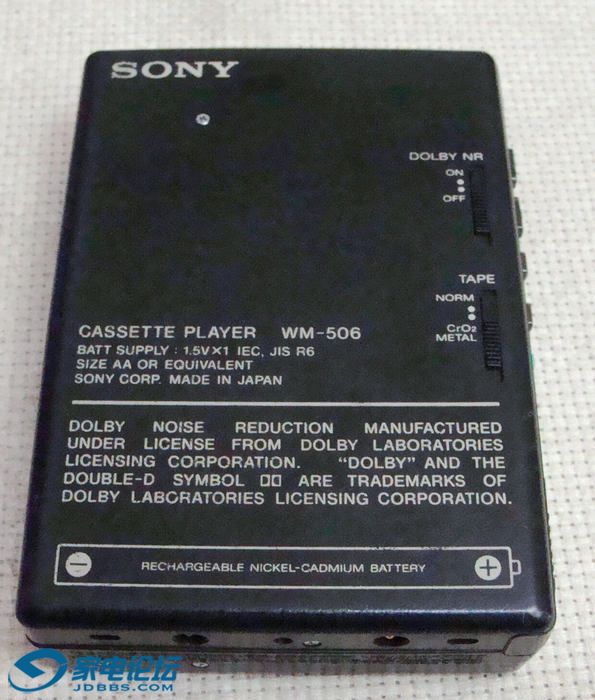 SONY
DOLBY NR
ON
OFF
TAPE
NORM
CrO₂
METAL
CASSETTE PLAYER WM-506
BATT SUPPLY : 1.5V×1 IEC, JIS R6
SIZE AA OR EQUIVALENT
SONY CORP. MADE IN JAPAN
DOLBY NOISE REDUCTION MANUFACTURED
UNDER LICENSE FROM DOLBY LABORATORIES
LICENSING CORPORATION. “DOLBY” AND THE
DOUBLE-D SYMBOL ARE TRADEMARKS OF
DOLBY LABORATORIES LICENSING CORPORATION.
− RECHARGEABLE NICKEL-CADMIUM BATTERY +
家电论坛
JDBBS.COM